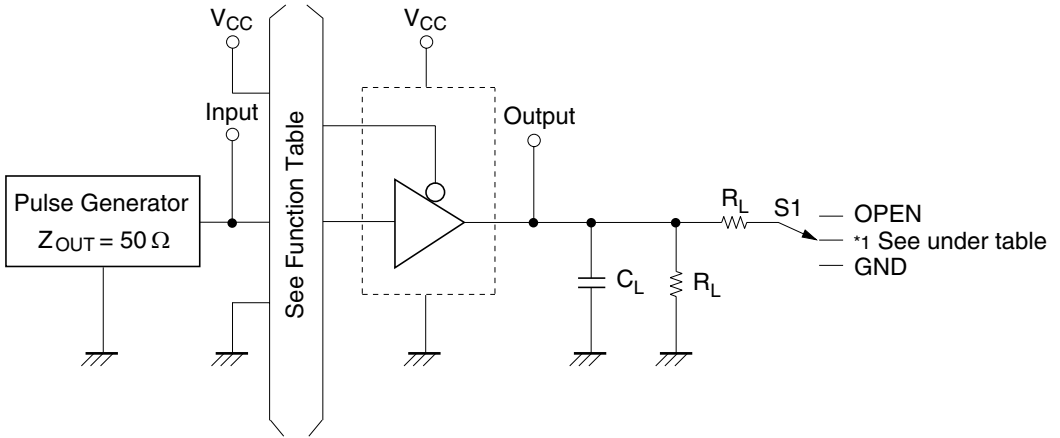 VCC
VCC
Input
Output
See Function Table
Pulse Generator
ZOUT = 50 Ω
RL
S1
OPEN
*1 See under table
GND
CL
RL